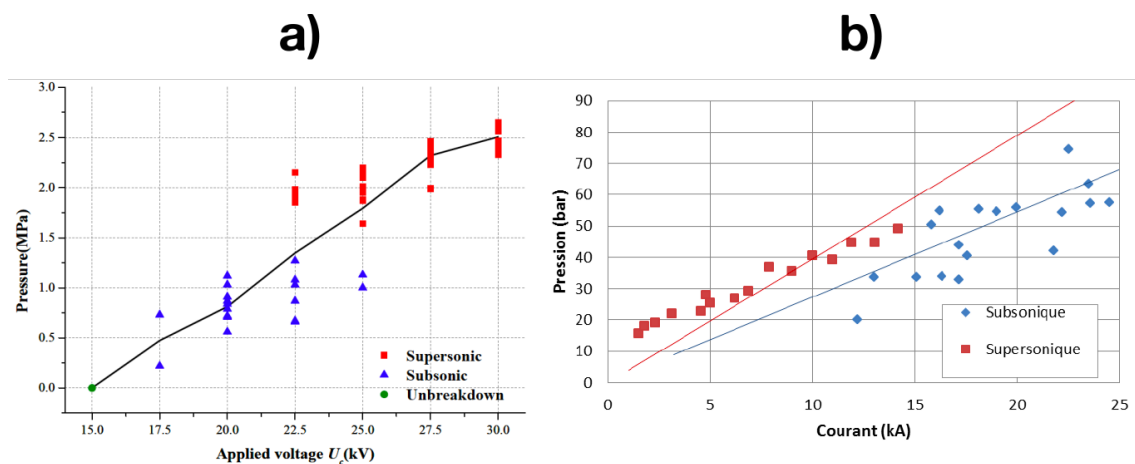 a)
b)
3.0
2.5
2.0
1.5
1.0
0.5
0.0
Pressure(MPa)
Supersonic
Subsonic
Unbreakdown
15.0 17.5 20.0 22.5 25.0 27.5 30.0
Applied voltage Uc(kV)
90
80
70
60
50
40
30
20
10
0
Pression (bar)
Subsonique
Supersonique
0 5 10 15 20 25
Courant (kA)